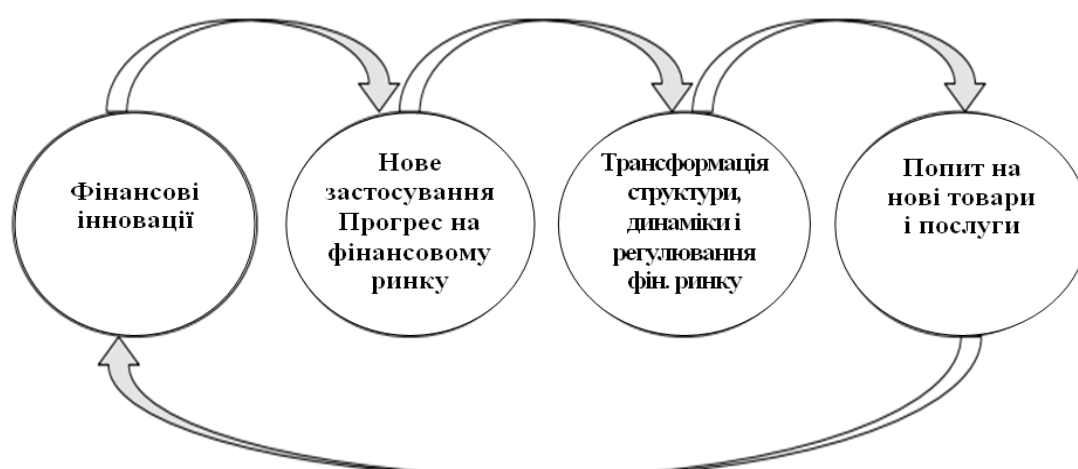 Фінансові
інновації
Нове
застосування
Прогрес на
фінансовому
ринку
Трансформація
структури,
динаміки і
регулювання
фін. ринку
Попит на
нові товари
і послуги